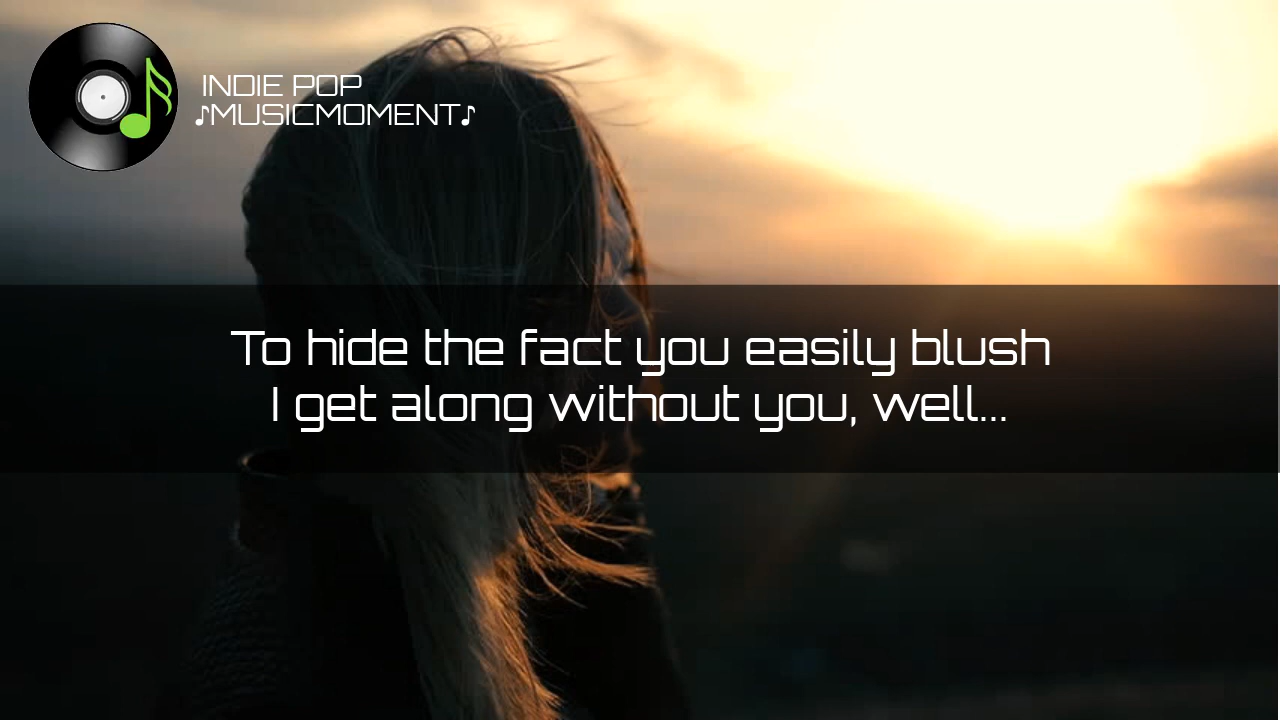 INDIE POP
♪MUSICMOMENT♪
To hide the fact you easily blush
I get along without you, well...